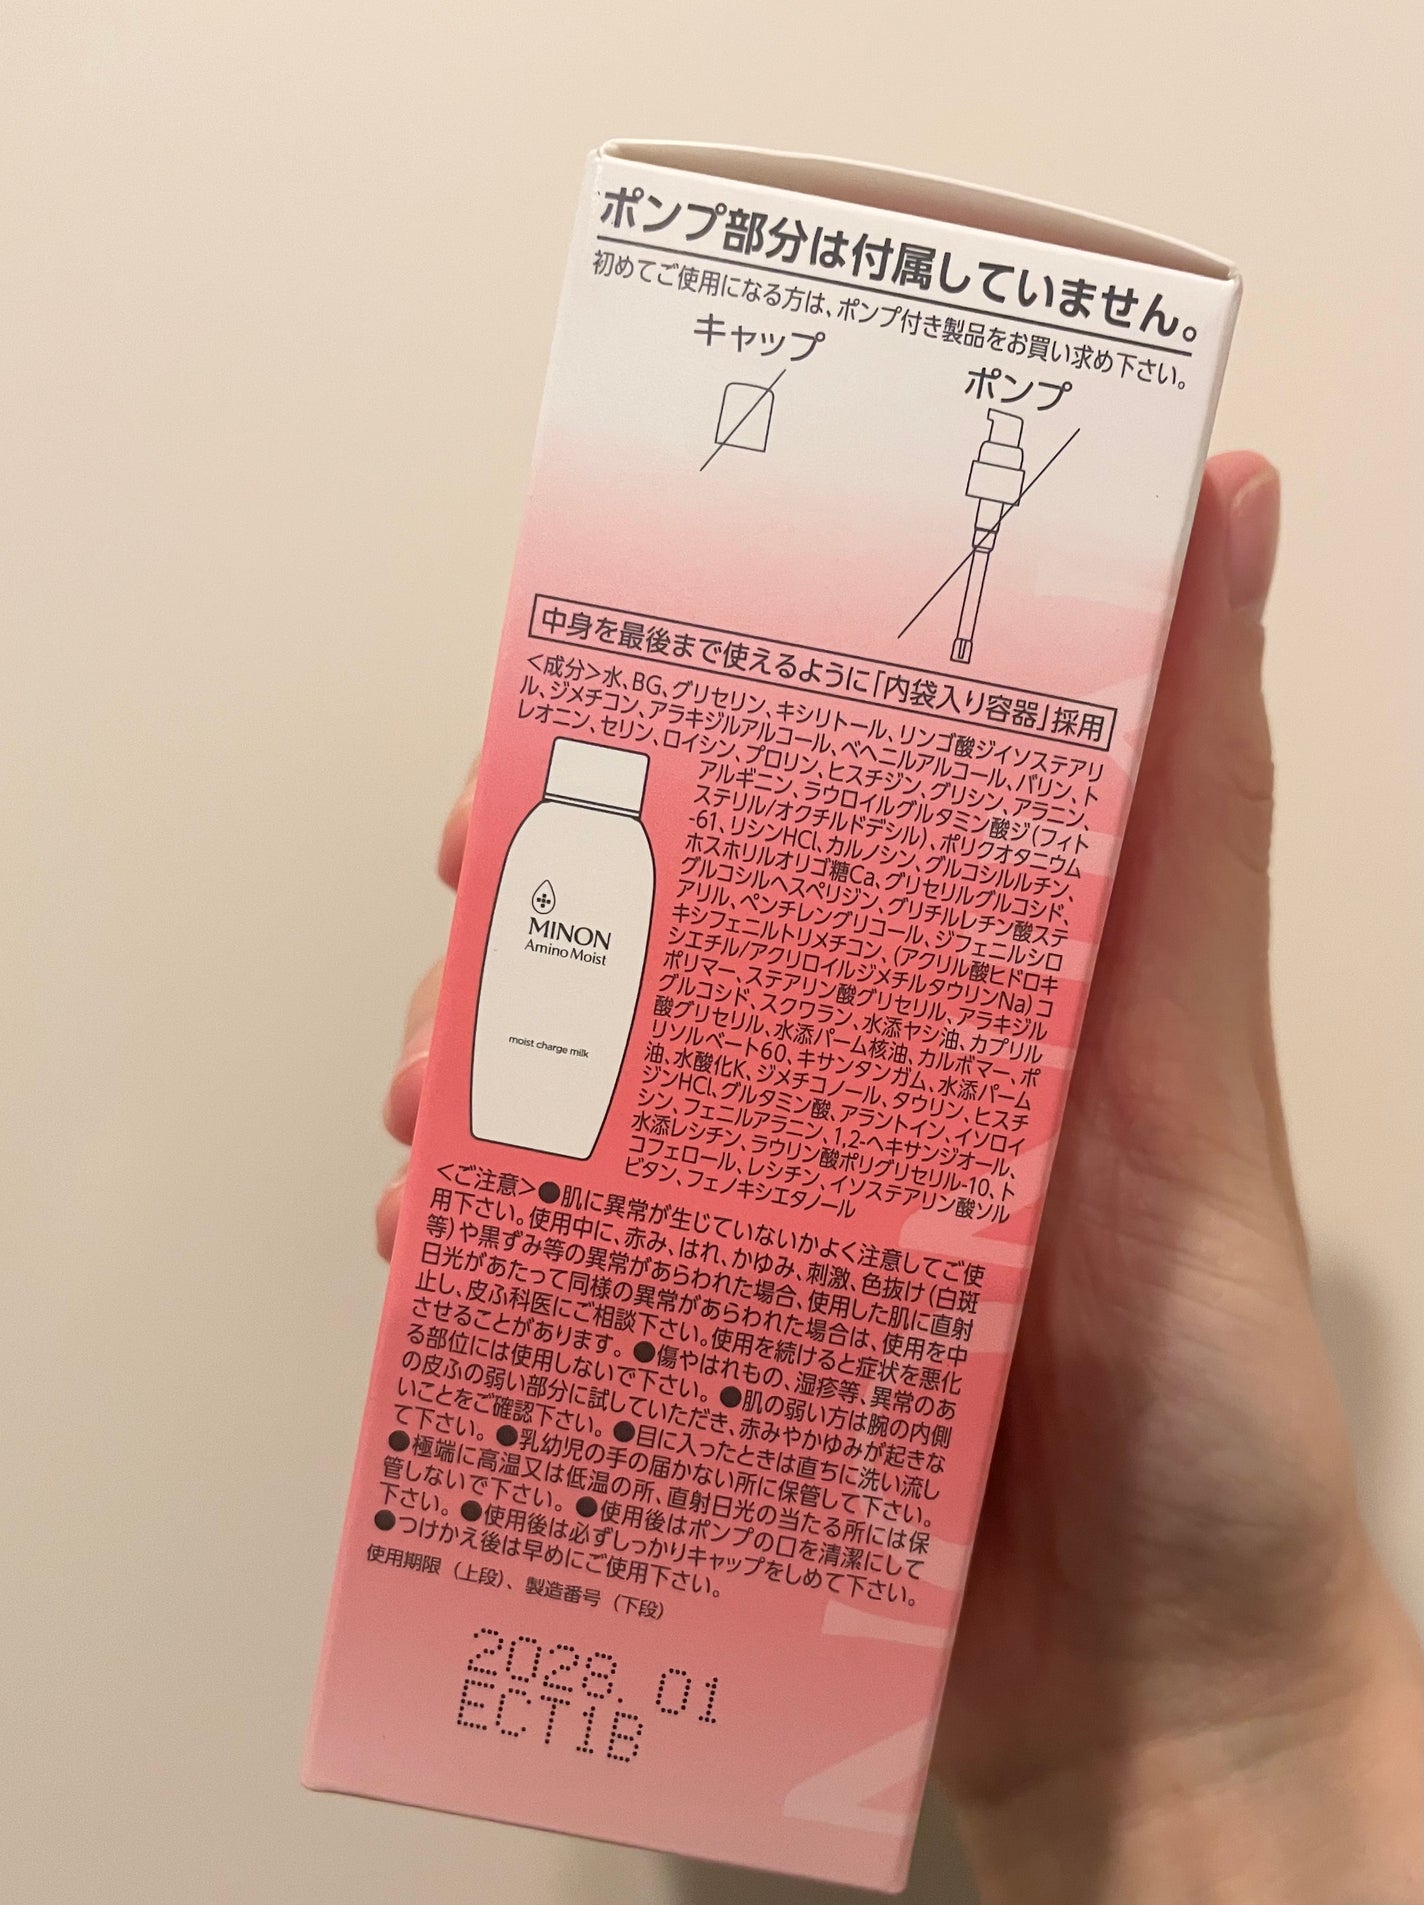 ポンプ部分は付属していません。
初めてご使用になる方は、ポンプ付き製品をお買い求め下さい。
キャップ
ポンプ
中身を最後まで使えるように「内袋入り容器」採用
<成分>水、BG、グリセリン、キシリトール、リンゴ酸ジイソステアリ
ル、ジメチコン、アラキジルアルコール、ベヘニルアルコール、バリン、ト
レオニン、セリン、ロイシン、プロリン、ヒスチジン、グリシン、アラニン、
アルギニン、ラウロイルグルタミン酸ジ(フィト
ステリル/オクチルドデシル)、ポリクオタニウム
-61、リシンHCl、カルノシン、グルコシルルチン、
ホスホリルオリゴ糖Ca、グリセリルグルコシド、
グルコシルヘスペリジン、グリチルレチン酸ステ
アリル、ペンチレングリコール、ジフェニルシロ
キシフェニルトリメチコン、(アクリル酸ヒドロキ
シエチル/アクリロイルジメチルタウリンNa)コ
ポリマー、ステアリン酸グリセリル、アラキジル
グルコシド、スクワラン、水添ヤシ油、カプリル
酸グリセリル、水添パーム核油、カルボマー、ポ
リソルベート60、キサンタンガム、水添パーム
油、水酸化K、ジメチコノール、タウリン、ヒスチ
ジンHCl、グルタミン酸、アラントイン、イソロイ
シン、フェニルアラニン、1,2-ヘキサンジオール、
水添レシチン、ラウリン酸ポリグリセリル-10、ト
コフェロール、レシチン、イソステアリン酸ソル
ビタン、フェノキシエタノール
MINON
Amino Moist
moist charge milk
<ご注意>●肌に異常が生じていないかよく注意してご使
用下さい。使用中に、赤み、はれ、かゆみ、刺激、色抜け(白斑
等)や黒ずみ等の異常があらわれた場合、使用した肌に直射
日光があたって同様の異常があらわれた場合は、使用を中
止し、皮ふ科医にご相談下さい。使用を続けると症状を悪化
させることがあります。●傷やはれもの、湿疹等、異常のあ
る部位には使用しないで下さい。●肌の弱い方は腕の内側
の皮ふの弱い部分に試していただき、赤みやかゆみが起きな
いことをご確認下さい。●目に入ったときは直ちに洗い流し
て下さい。●乳幼児の手の届かない所に保管して下さい。
●極端に高温又は低温の所、直射日光の当たる所には保
管しないで下さい。●使用後はポンプの口を清潔にして
下さい。●使用後は必ずしっかりキャップをしめて下さい。
●つけかえ後は早めにご使用下さい。
使用期限(上段)、製造番号(下段)
2028.01
ECT1B